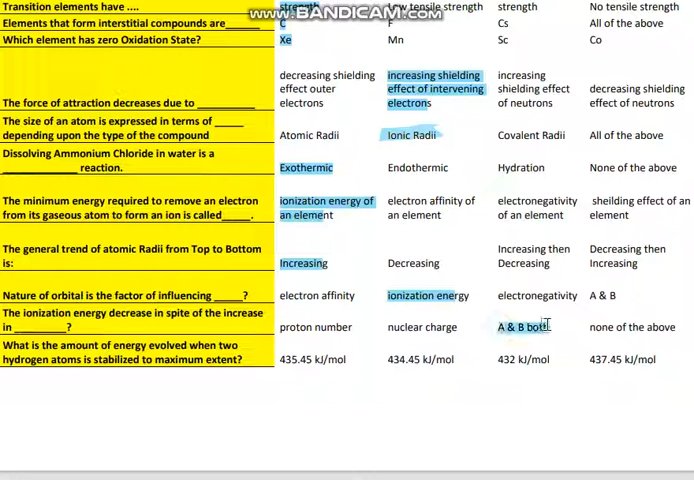 WWW.BANDICAM.COM
Transition elements have .... strength Low tensile strength strength No tensile strength
Elements that form interstitial compounds are______ C F Cs All of the above
Which element has zero Oxidation State? Xe Mn Sc Co
decreasing shielding increasing shielding increasing
effect outer effect of intervening shielding effect decreasing shielding
The force of attraction decreases due to __________ electrons electrons of neutrons effect of neutrons
The size of an atom is expressed in terms of _____
depending upon the type of the compound Atomic Radii Ionic Radii Covalent Radii All of the above
Dissolving Ammonium Chloride in water is a
_____________ reaction. Exothermic Endothermic Hydration None of the above
The minimum energy required to remove an electron ionization energy of electron affinity of electronegativity sheilding effect of an
from its gaseous atom to form an ion is called_____. an element an element of an element element
The general trend of atomic Radii from Top to Bottom Increasing then Decreasing then
is: Increasing Decreasing Decreasing Increasing
Nature of orbital is the factor of influencing _____? electron affinity ionization energy electronegativity A & B
The ionization energy decrease in spite of the increase
in _________? proton number nuclear charge A & B both none of the above
What is the amount of energy evolved when two
hydrogen atoms is stabilized to maximum extent? 435.45 kJ/mol 434.45 kJ/mol 432 kJ/mol 437.45 kJ/mol